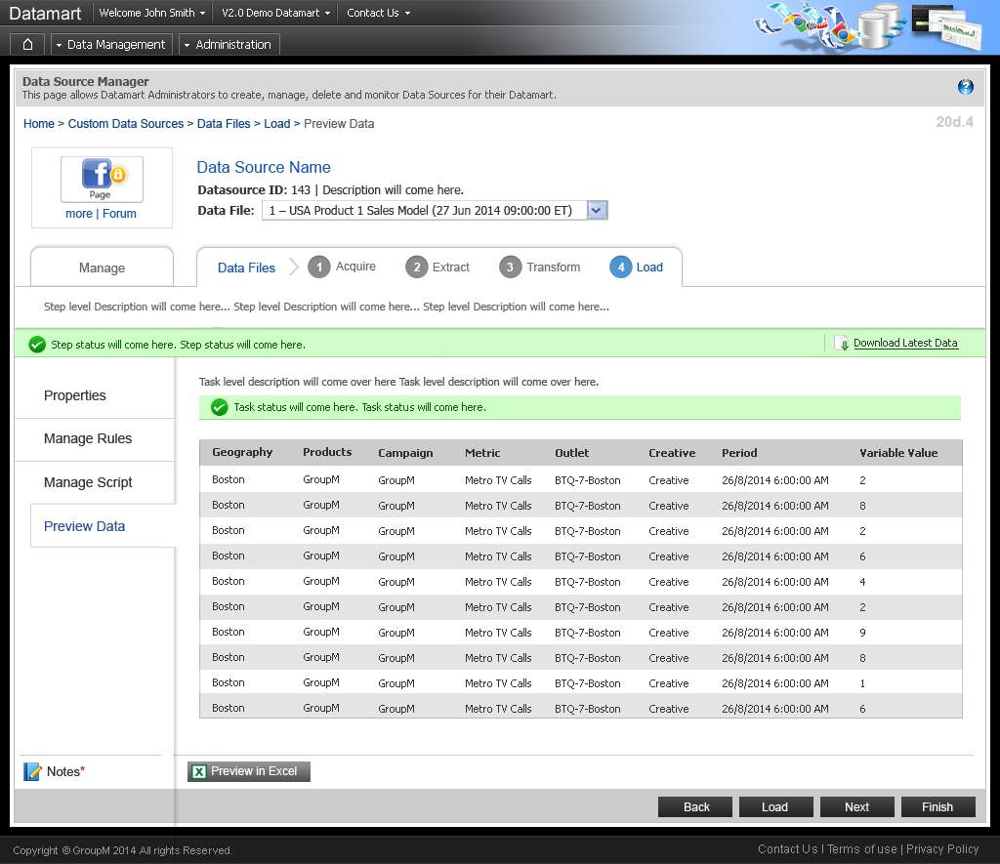 Datamart Welcome John Smith V2.0 Demo Datamart Contact Us
Data Management Administration
Data Source Manager
This page allows Datamart Administrators to create, manage, delete and monitor Data Sources for their Datamart.
Home > Custom Data Sources > Data Files > Load > Preview Data 20d.4
Page
more | Forum
Data Source Name
Datasource ID: 143 | Description will come here.
Data File: 1 – USA Product 1 Sales Model (27 Jun 2014 09:00:00 ET)
Manage Data Files 1 Acquire 2 Extract 3 Transform 4 Load
Step level Description will come here... Step level Description will come here... Step level Description will come here...
Step status will come here. Step status will come here. Download Latest Data
Properties
Manage Rules
Manage Script
Preview Data
Task level description will come over here Task level description will come over here.
Task status will come here. Task status will come here.
Geography Products Campaign Metric Outlet Creative Period Variable Value
Boston GroupM GroupM Metro TV Calls BTQ-7-Boston Creative 26/8/2014 6:00:00 AM 2
Boston GroupM GroupM Metro TV Calls BTQ-7-Boston Creative 26/8/2014 6:00:00 AM 8
Boston GroupM GroupM Metro TV Calls BTQ-7-Boston Creative 26/8/2014 6:00:00 AM 2
Boston GroupM GroupM Metro TV Calls BTQ-7-Boston Creative 26/8/2014 6:00:00 AM 6
Boston GroupM GroupM Metro TV Calls BTQ-7-Boston Creative 26/8/2014 6:00:00 AM 4
Boston GroupM GroupM Metro TV Calls BTQ-7-Boston Creative 26/8/2014 6:00:00 AM 2
Boston GroupM GroupM Metro TV Calls BTQ-7-Boston Creative 26/8/2014 6:00:00 AM 9
Boston GroupM GroupM Metro TV Calls BTQ-7-Boston Creative 26/8/2014 6:00:00 AM 8
Boston GroupM GroupM Metro TV Calls BTQ-7-Boston Creative 26/8/2014 6:00:00 AM 1
Boston GroupM GroupM Metro TV Calls BTQ-7-Boston Creative 26/8/2014 6:00:00 AM 6
Notes* Preview in Excel
Back Load Next Finish
Copyright © GroupM 2014 All rights Reserved. Contact Us | Terms of use | Privacy Policy